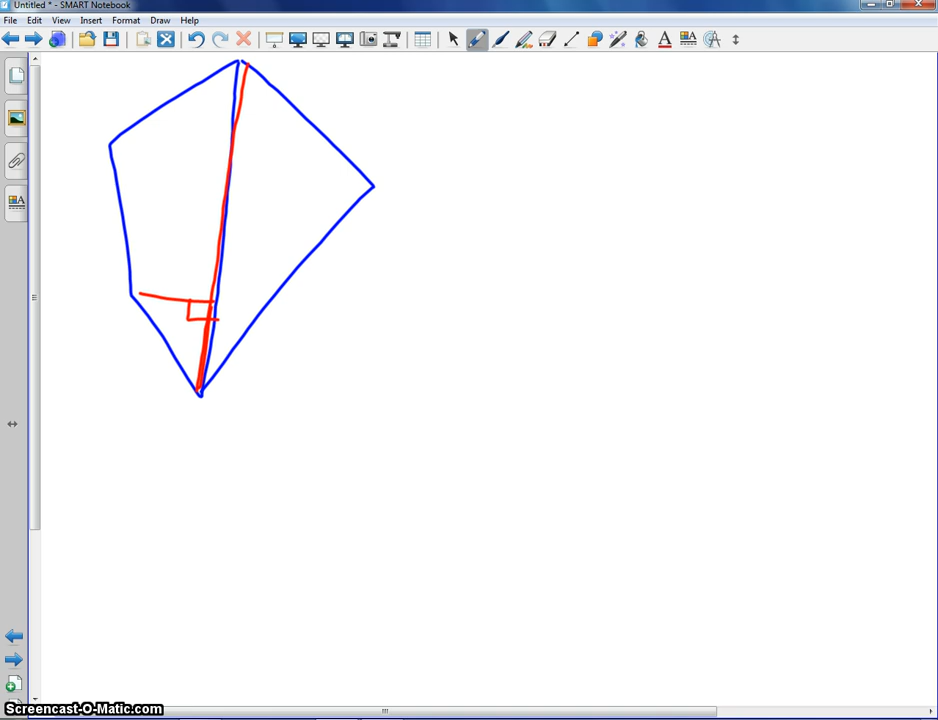 Untitled * - SMART Notebook
File Edit View Insert Format Draw Help
Screencast-O-Matic.com